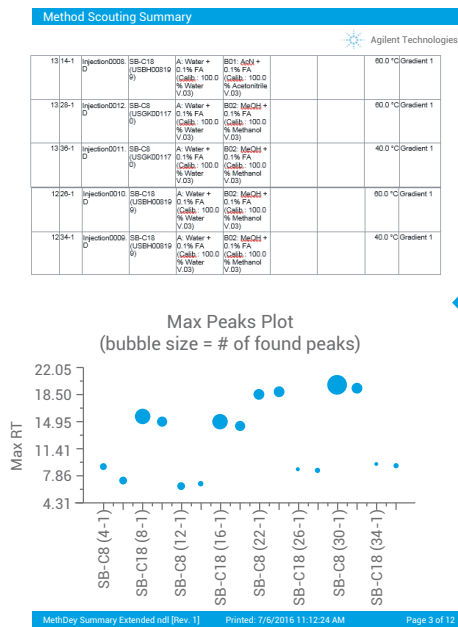 Method Scouting Summary
Agilent Technologies
13 14-1 Injection0008. SB-C18 A: Water + B01: AcN + 60.0 °C Gradient 1
D (USBH00819 0.1% FA 0.1% FA
9) (Calib.: 100.0 (Calib.: 100.0
% Water % Acetonitrile
V.03) V.03)
13 28-1 Injection0012. SB-C8 A: Water + B02: MeOH + 60.0 °C Gradient 1
D (USGK00117 0.1% FA 0.1% FA
0) (Calib.: 100.0 (Calib.: 100.0
% Water % Methanol
V.03) V.03)
13 36-1 Injection0011. SB-C8 A: Water + B02: MeOH + 40.0 °C Gradient 1
D (USGK00117 0.1% FA 0.1% FA
0) (Calib.: 100.0 (Calib.: 100.0
% Water % Methanol
V.03) V.03)
12 26-1 Injection0010. SB-C18 A: Water + B02: MeOH + 60.0 °C Gradient 1
D (USBH00819 0.1% FA 0.1% FA
9) (Calib.: 100.0 (Calib.: 100.0
% Water % Methanol
V.03) V.03)
12 34-1 Injection0009. SB-C18 A: Water + B02: MeOH + 40.0 °C Gradient 1
D (USBH00819 0.1% FA 0.1% FA
9) (Calib.: 100.0 (Calib.: 100.0
% Water % Methanol
V.03) V.03)
Max Peaks Plot
(bubble size = # of found peaks)
Max RT
22.05
18.50
14.95
11.41
7.86
4.31
SB-C8 (4-1)
SB-C18 (8-1)
SB-C8 (12-1)
SB-C18 (16-1)
SB-C8 (22-1)
SB-C18 (26-1)
SB-C8 (30-1)
SB-C18 (34-1)
MethDey Summary Extended ndl [Rev. 1] Printed: 7/6/2016 11:12:24 AM Page 3 of 12